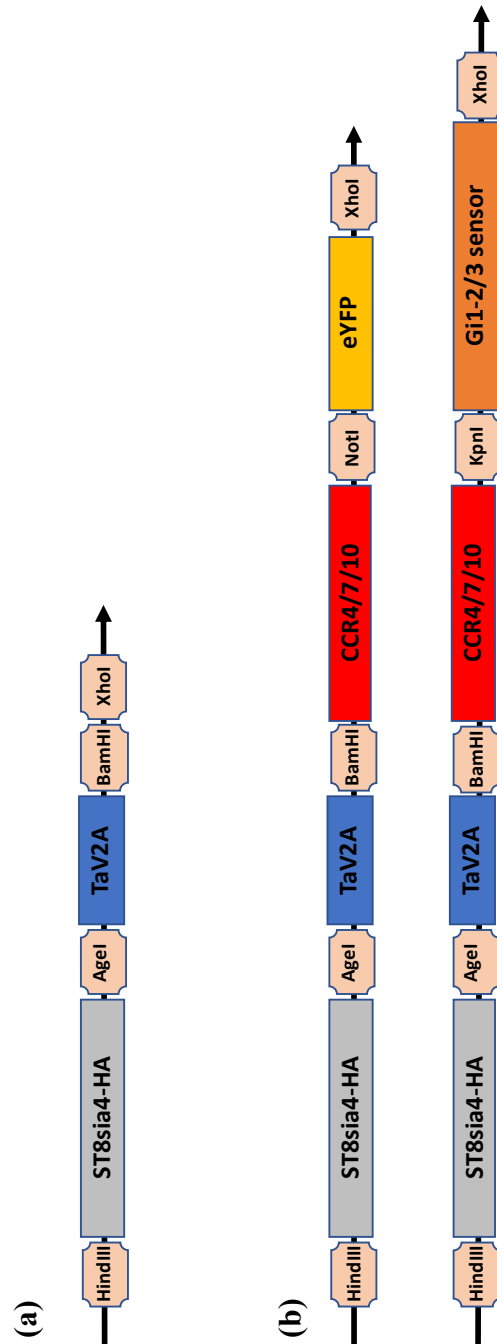 (a)
HindIII
ST8sia4-HA
AgeI
TaV2A
BamHI
XhoI
(b)
HindIII
ST8sia4-HA
AgeI
TaV2A
BamHI
CCR4/7/10
NotI
eYFP
XhoI
HindIII
ST8sia4-HA
AgeI
TaV2A
BamHI
CCR4/7/10
KpnI
Gi1-2/3 sensor
XhoI